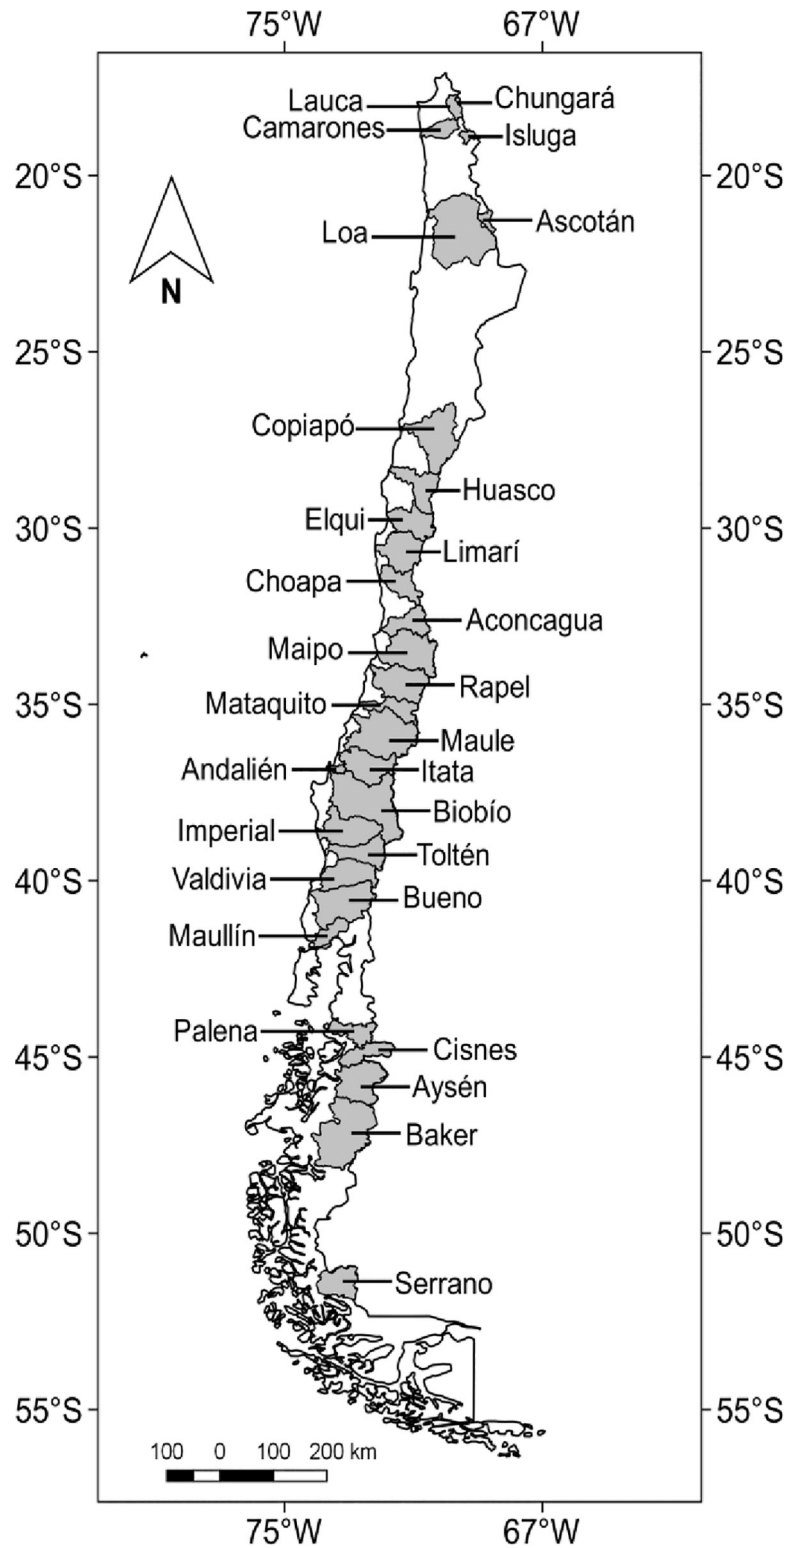 75°W 67°W
Lauca Chungará
Camarones Isluga
20°S 20°S
Loa Ascotán
N
25°S 25°S
Copiapó
Huasco
Elqui
30°S 30°S
Limarí
Choapa
Aconcagua
Maipo
Rapel
Mataquito
35°S 35°S
Maule
Andalién Itata
Biobío
Imperial
Toltén
Valdivia
40°S 40°S
Bueno
Maullín
Palena
Cisnes
45°S 45°S
Aysén
Baker
50°S 50°S
Serrano
55°S 55°S
100 0 100 200 km
75°W 67°W